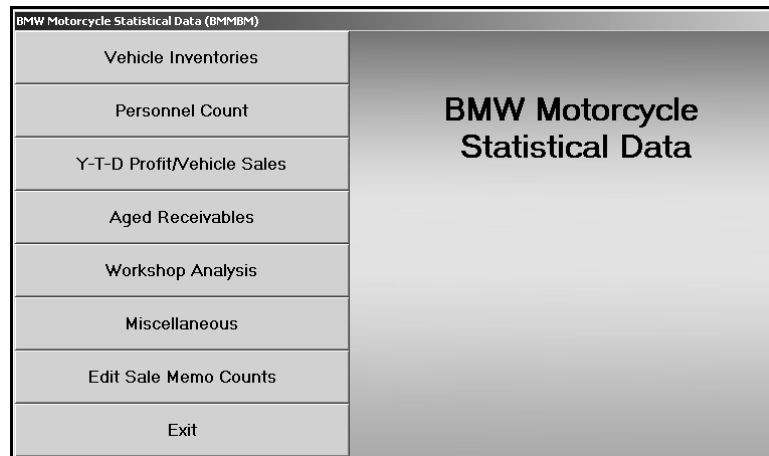 BMW Motorcycle Statistical Data (BMMBM)
Vehicle Inventories
Personnel Count
Y-T-D Profit/Vehicle Sales
Aged Receivables
Workshop Analysis
Miscellaneous
Edit Sale Memo Counts
Exit
BMW Motorcycle
Statistical Data